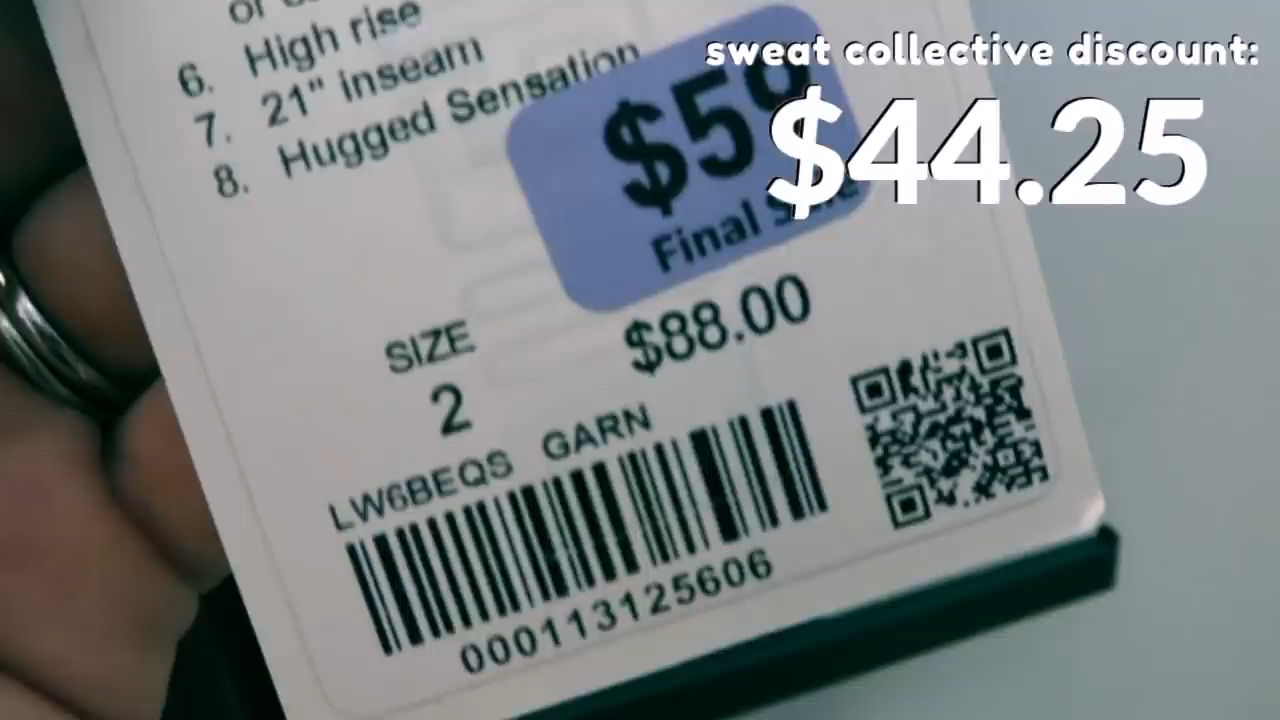 sweat collective discount:
$44.25
6. High rise
7. 21" inseam
8. Hugged Sensation
$59
Final
$88.00
SIZE
2
LW6BEQS GARN
000113125606